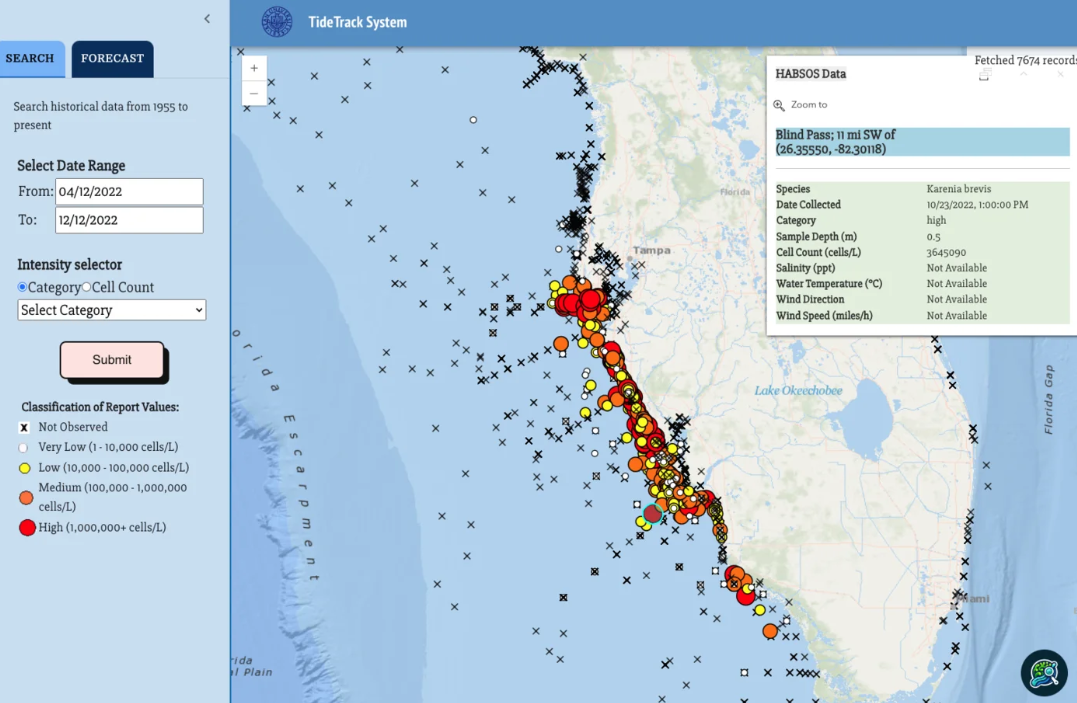 TideTrack System
SEARCH
FORECAST
Search historical data from 1955 to
present
Select Date Range
From: 04/12/2022
To: 12/12/2022
Intensity selector
Category Cell Count
Select Category
Submit
Classification of Report Values:
Not Observed
Very Low (1 - 10,000 cells/L)
Low (10,000 - 100,000 cells/L)
Medium (100,000 - 1,000,000
cells/L)
High (1,000,000+ cells/L)
+
−
Fetched 7674 records
HABSOS Data
Zoom to
Blind Pass; 11 mi SW of
(26.35550, -82.30118)
Species Karenia brevis
Date Collected 10/23/2022, 1:00:00 PM
Category high
Sample Depth (m) 0.5
Cell Count (cells/L) 3645090
Salinity (ppt) Not Available
Water Temperature (°C) Not Available
Wind Direction Not Available
Wind Speed (miles/h) Not Available
Florida
Tampa
Lake Okeechobee
Florida Gap
orida Escarpment
ami
rida
al Plain